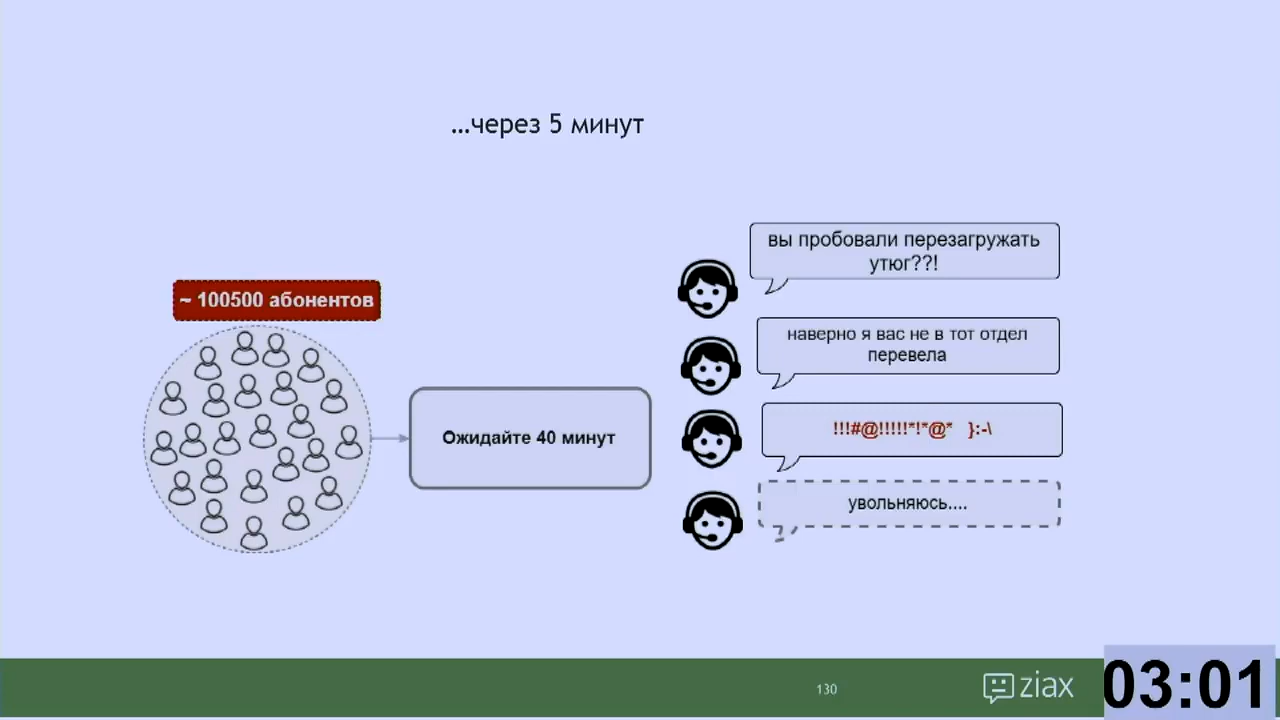 ...через 5 минут
вы пробовали перезагружать
утюг??!
~ 100500 абонентов
наверно я вас не в тот отдел
перевела
Ожидайте 40 минут
!!!#@!!!!!*!*@* }:-\
увольняюсь....
130
ziax
03:01